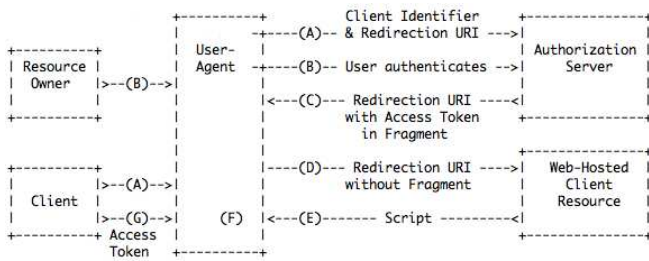 Client Identifier
(A) & Redirection URI
Resource Owner
User-Agent
Authorization Server
(B)
(B) User authenticates
(C) Redirection URI
with Access Token
in Fragment
(D) Redirection URI
without Fragment
Web-Hosted Client Resource
Client
(A)
(G)
(F)
(E) Script
Access Token